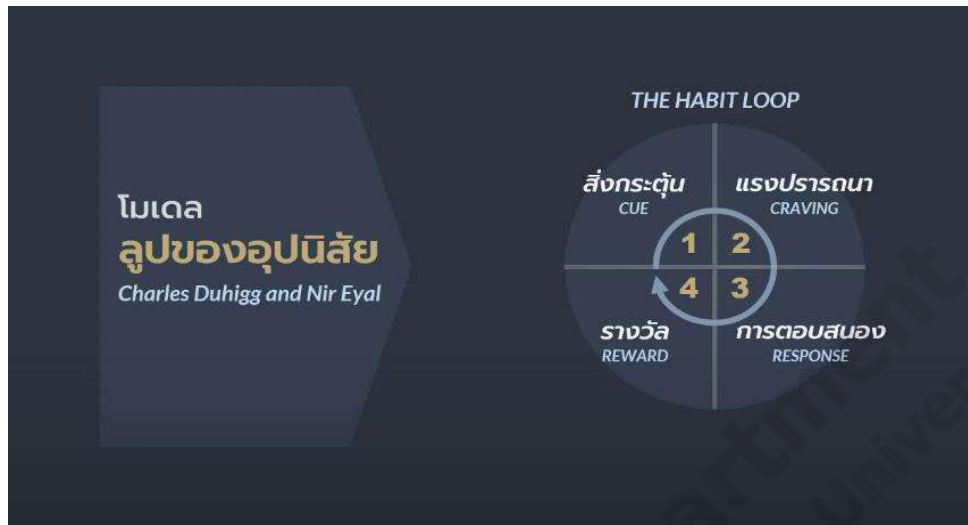 โมเดล
ลูปของอุปนิสัย
Charles Duhigg and Nir Eyal
THE HABIT LOOP
สิ่งกระตุ้น
CUE
แรงปรารถนา
CRAVING
1
2
4
3
รางวัล
REWARD
การตอบสนอง
RESPONSE